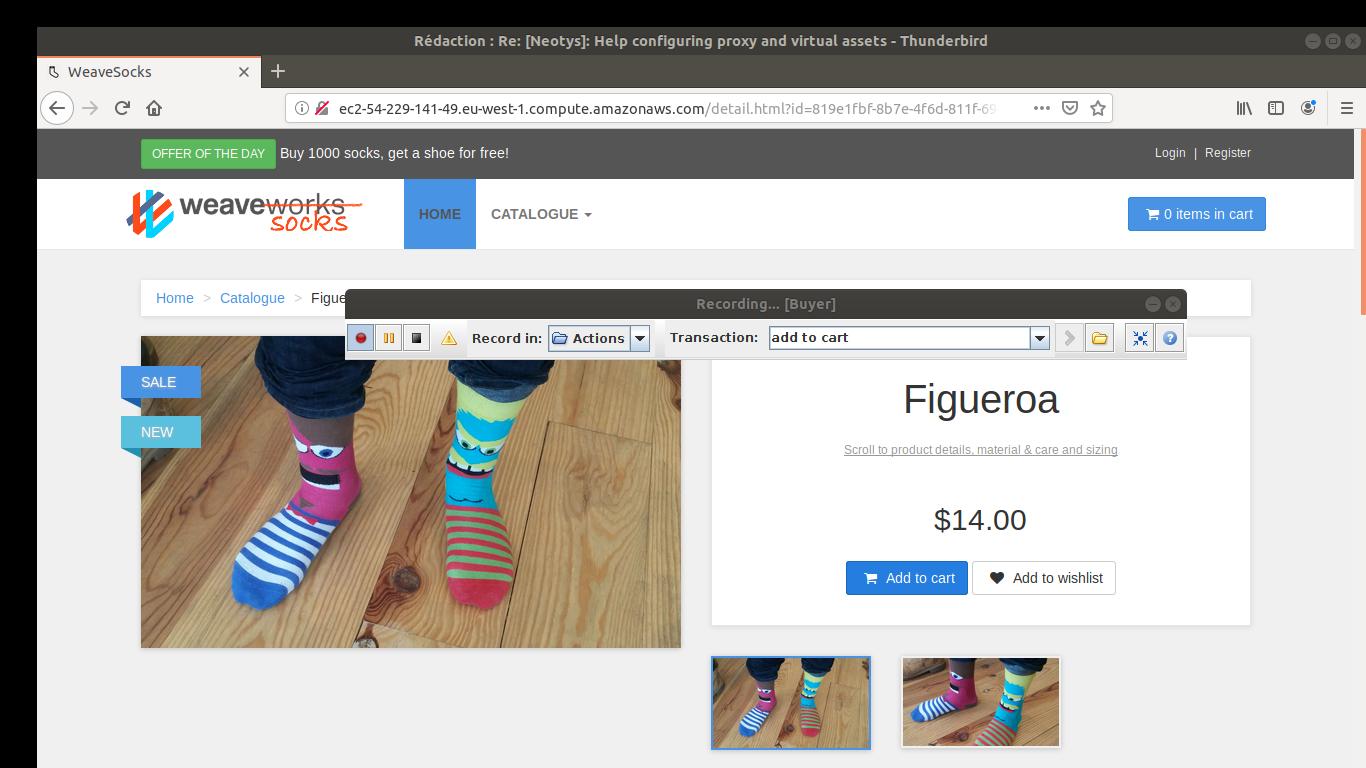 Rédaction : Re: [Neotys]: Help configuring proxy and virtual assets - Thunderbird
WeaveSocks
ec2-54-229-141-49.eu-west-1.compute.amazonaws.com/detail.html?id=819e1fbf-8b7e-4f6d-811f-69
OFFER OF THE DAY Buy 1000 socks, get a shoe for free!
Login | Register
weaveworks
socks
HOME
CATALOGUE
0 items in cart
Home > Catalogue > Figue
Recording... [Buyer]
Record in: Actions Transaction: add to cart
SALE
NEW
Figueroa
Scroll to product details, material & care and sizing
$14.00
Add to cart
Add to wishlist